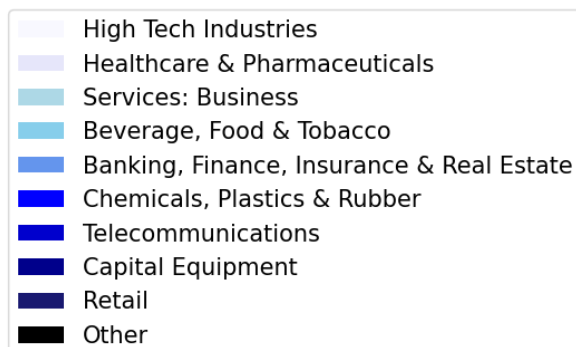 High Tech Industries
Healthcare & Pharmaceuticals
Services: Business
Beverage, Food & Tobacco
Banking, Finance, Insurance & Real Estate
Chemicals, Plastics & Rubber
Telecommunications
Capital Equipment
Retail
Other